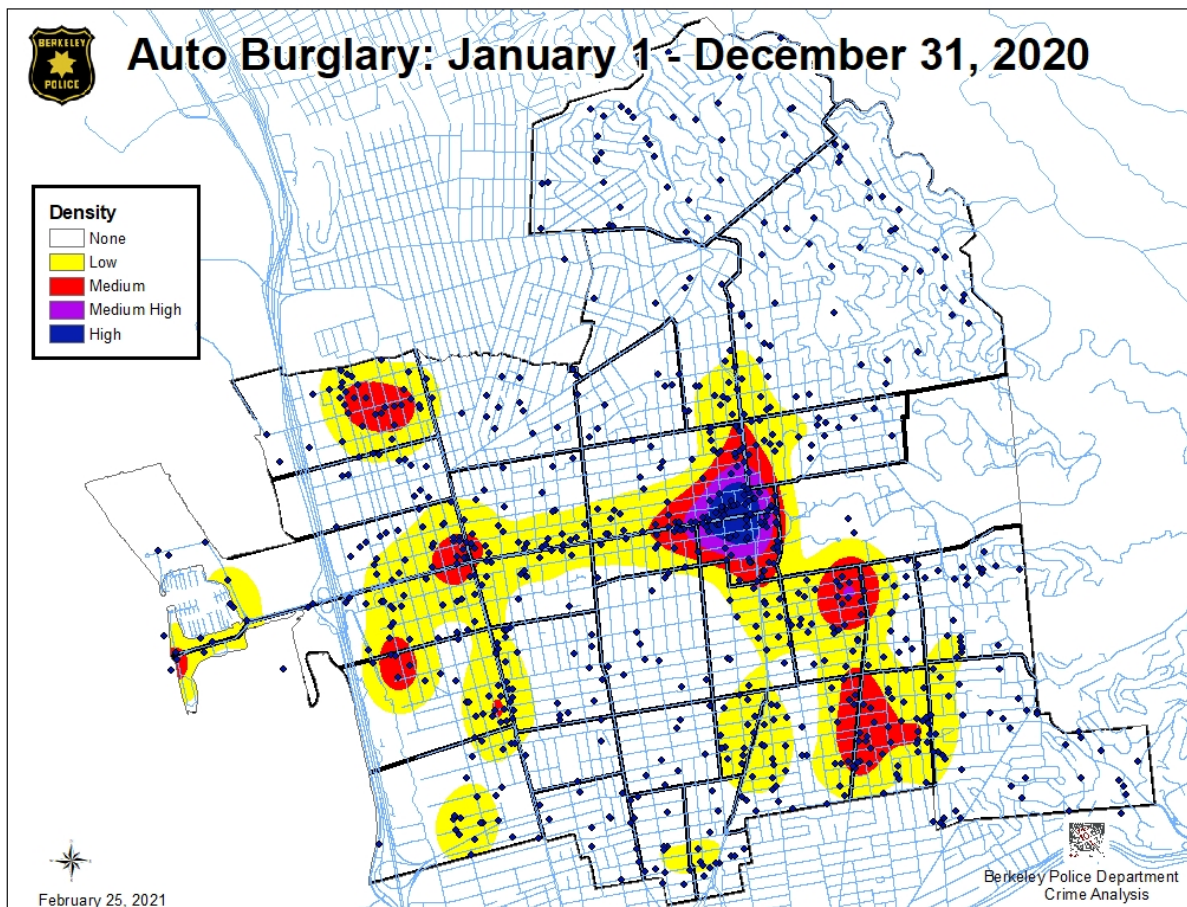 BERKELEY
POLICE
Auto Burglary: January 1 - December 31, 2020
Density
None
Low
Medium
Medium High
High
February 25, 2021
Berkeley Police Department
Crime Analysis